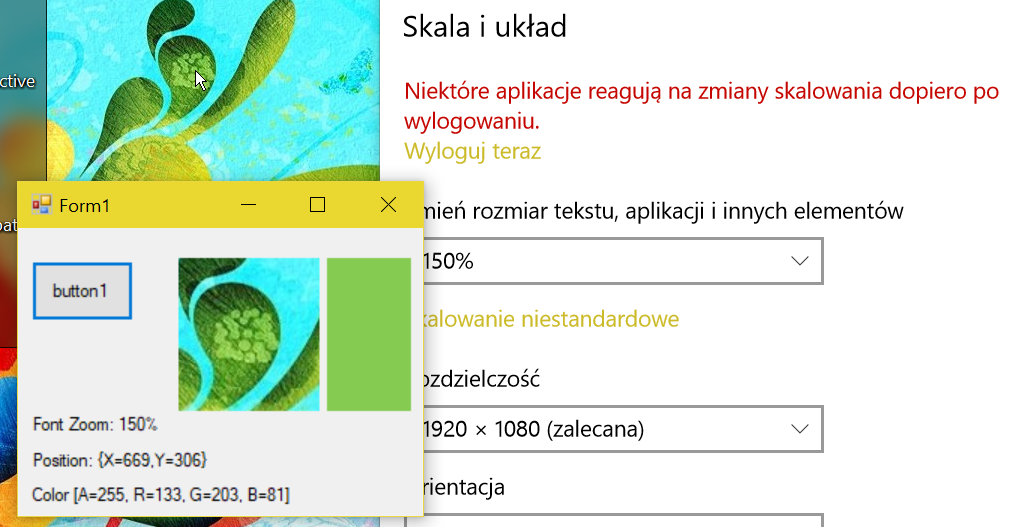 Skala i układ
ctive
Niektóre aplikacje reagują na zmiany skalowania dopiero po
wylogowaniu.
Wyloguj teraz
Form1
mień rozmiar tekstu, aplikacji i innych elementów
150%
button1
kalowanie niestandardowe
ozdzielczość
1920 × 1080 (zalecana)
Font Zoom: 150%
Position: {X=669,Y=306}
rientacja
Color [A=255, R=133, G=203, B=81]